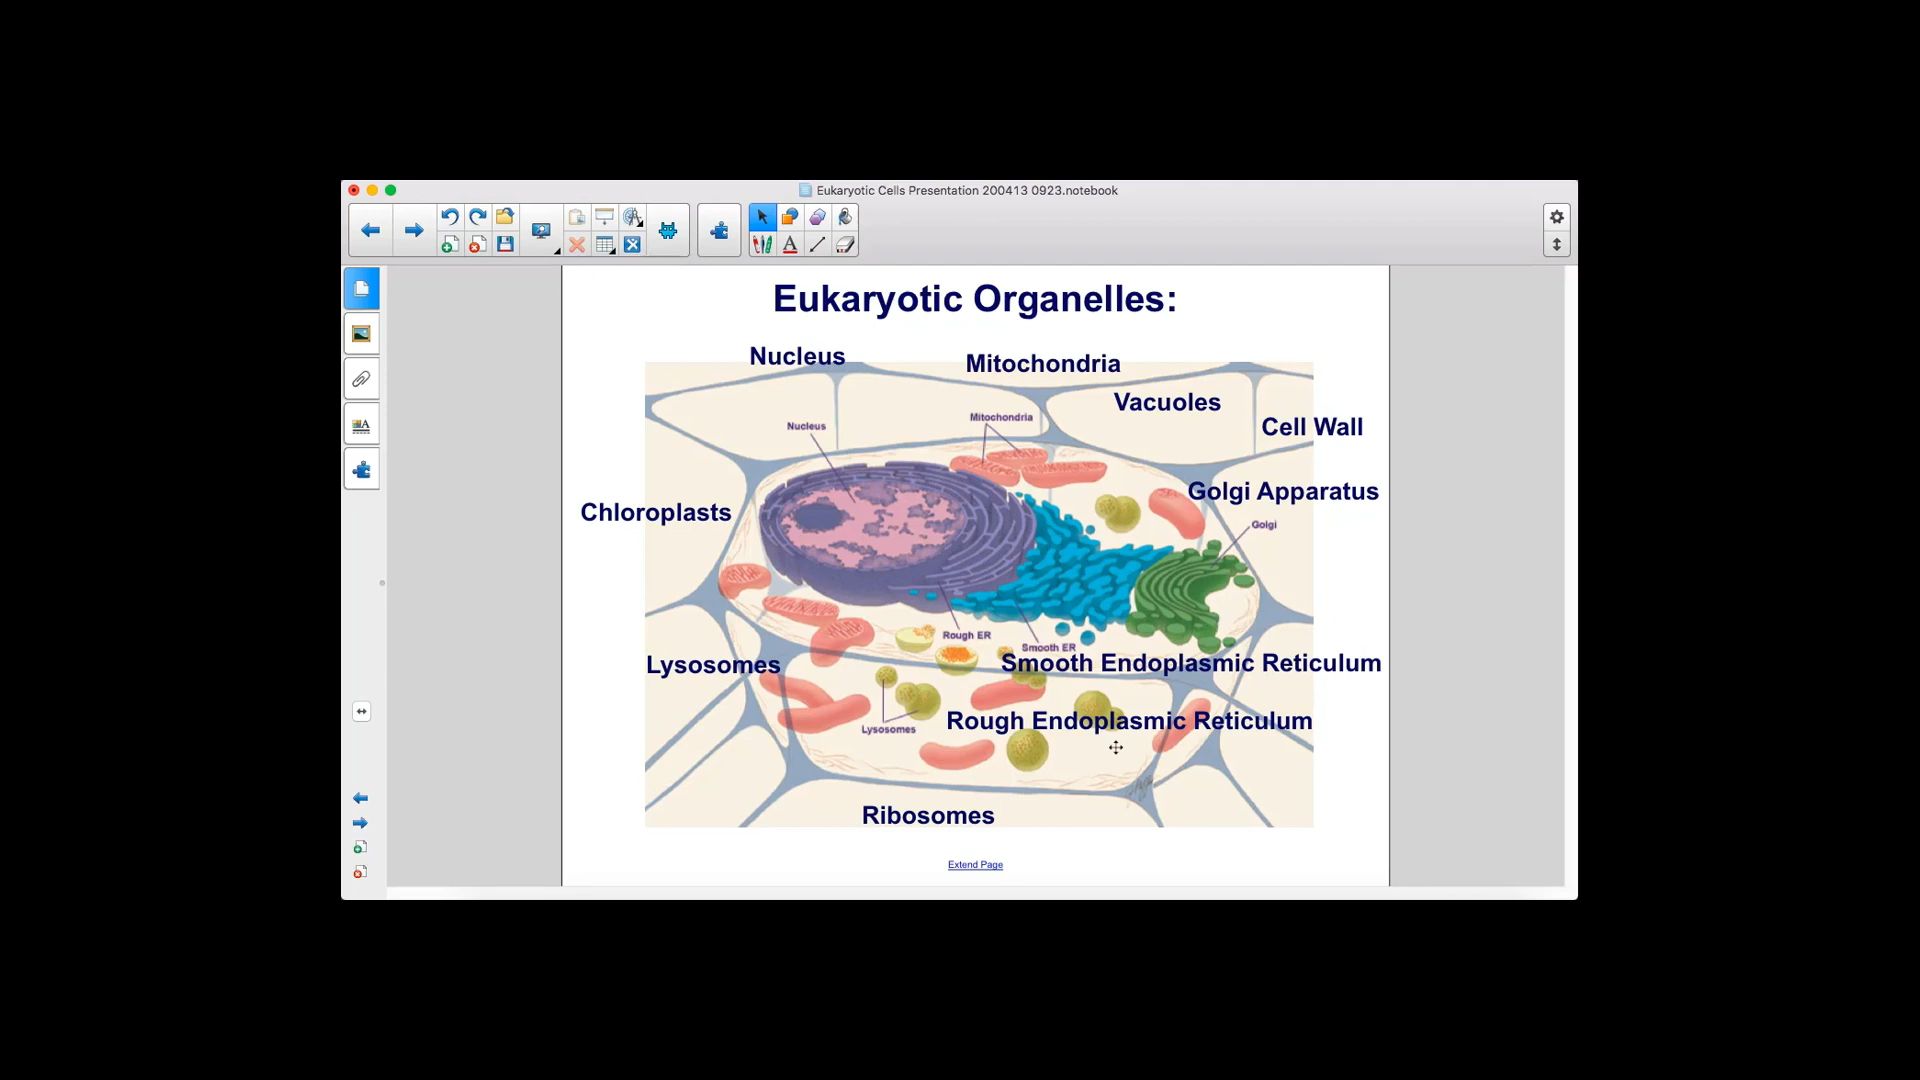 Eukaryotic Cells Presentation 200413 0923.notebook
Eukaryotic Organelles:
Nucleus
Mitochondria
Vacuoles
Cell Wall
Nucleus
Mitochondria
Golgi Apparatus
Chloroplasts
Golgi
Rough ER
Smooth ER
Lysosomes
Smooth Endoplasmic Reticulum
Rough Endoplasmic Reticulum
Lysosomes
Ribosomes
Extend Page